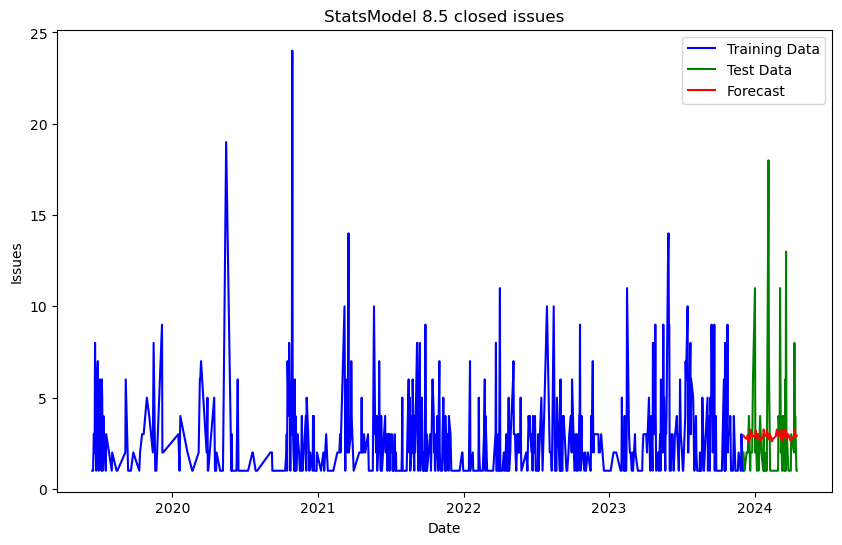 StatsModel 8.5 closed issues
25
20
15
10
5
0
Issues
Training Data
Test Data
Forecast
2020
2021
2022
2023
2024
Date